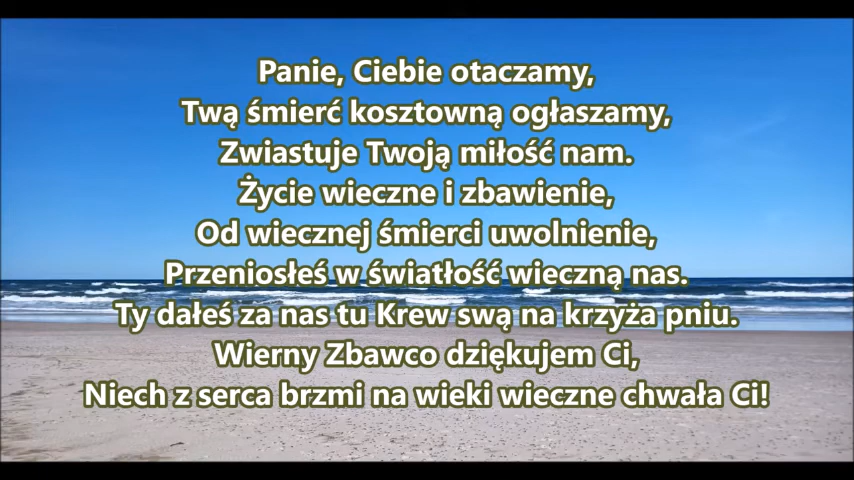 Panie, Ciebie otaczamy,
Twą śmierć kosztowną ogłaszamy,
Zwiastuje Twoją miłość nam.
Życie wieczne i zbawienie,
Od wiecznej śmierci uwolnienie,
Przeniosłeś w światłość wieczną nas.
Ty dałeś za nas tu Krew swą na krzyża pniu.
Wierny Zbawco dziękujem Ci,
Niech z serca brzmi na wieki wieczne chwała Ci!